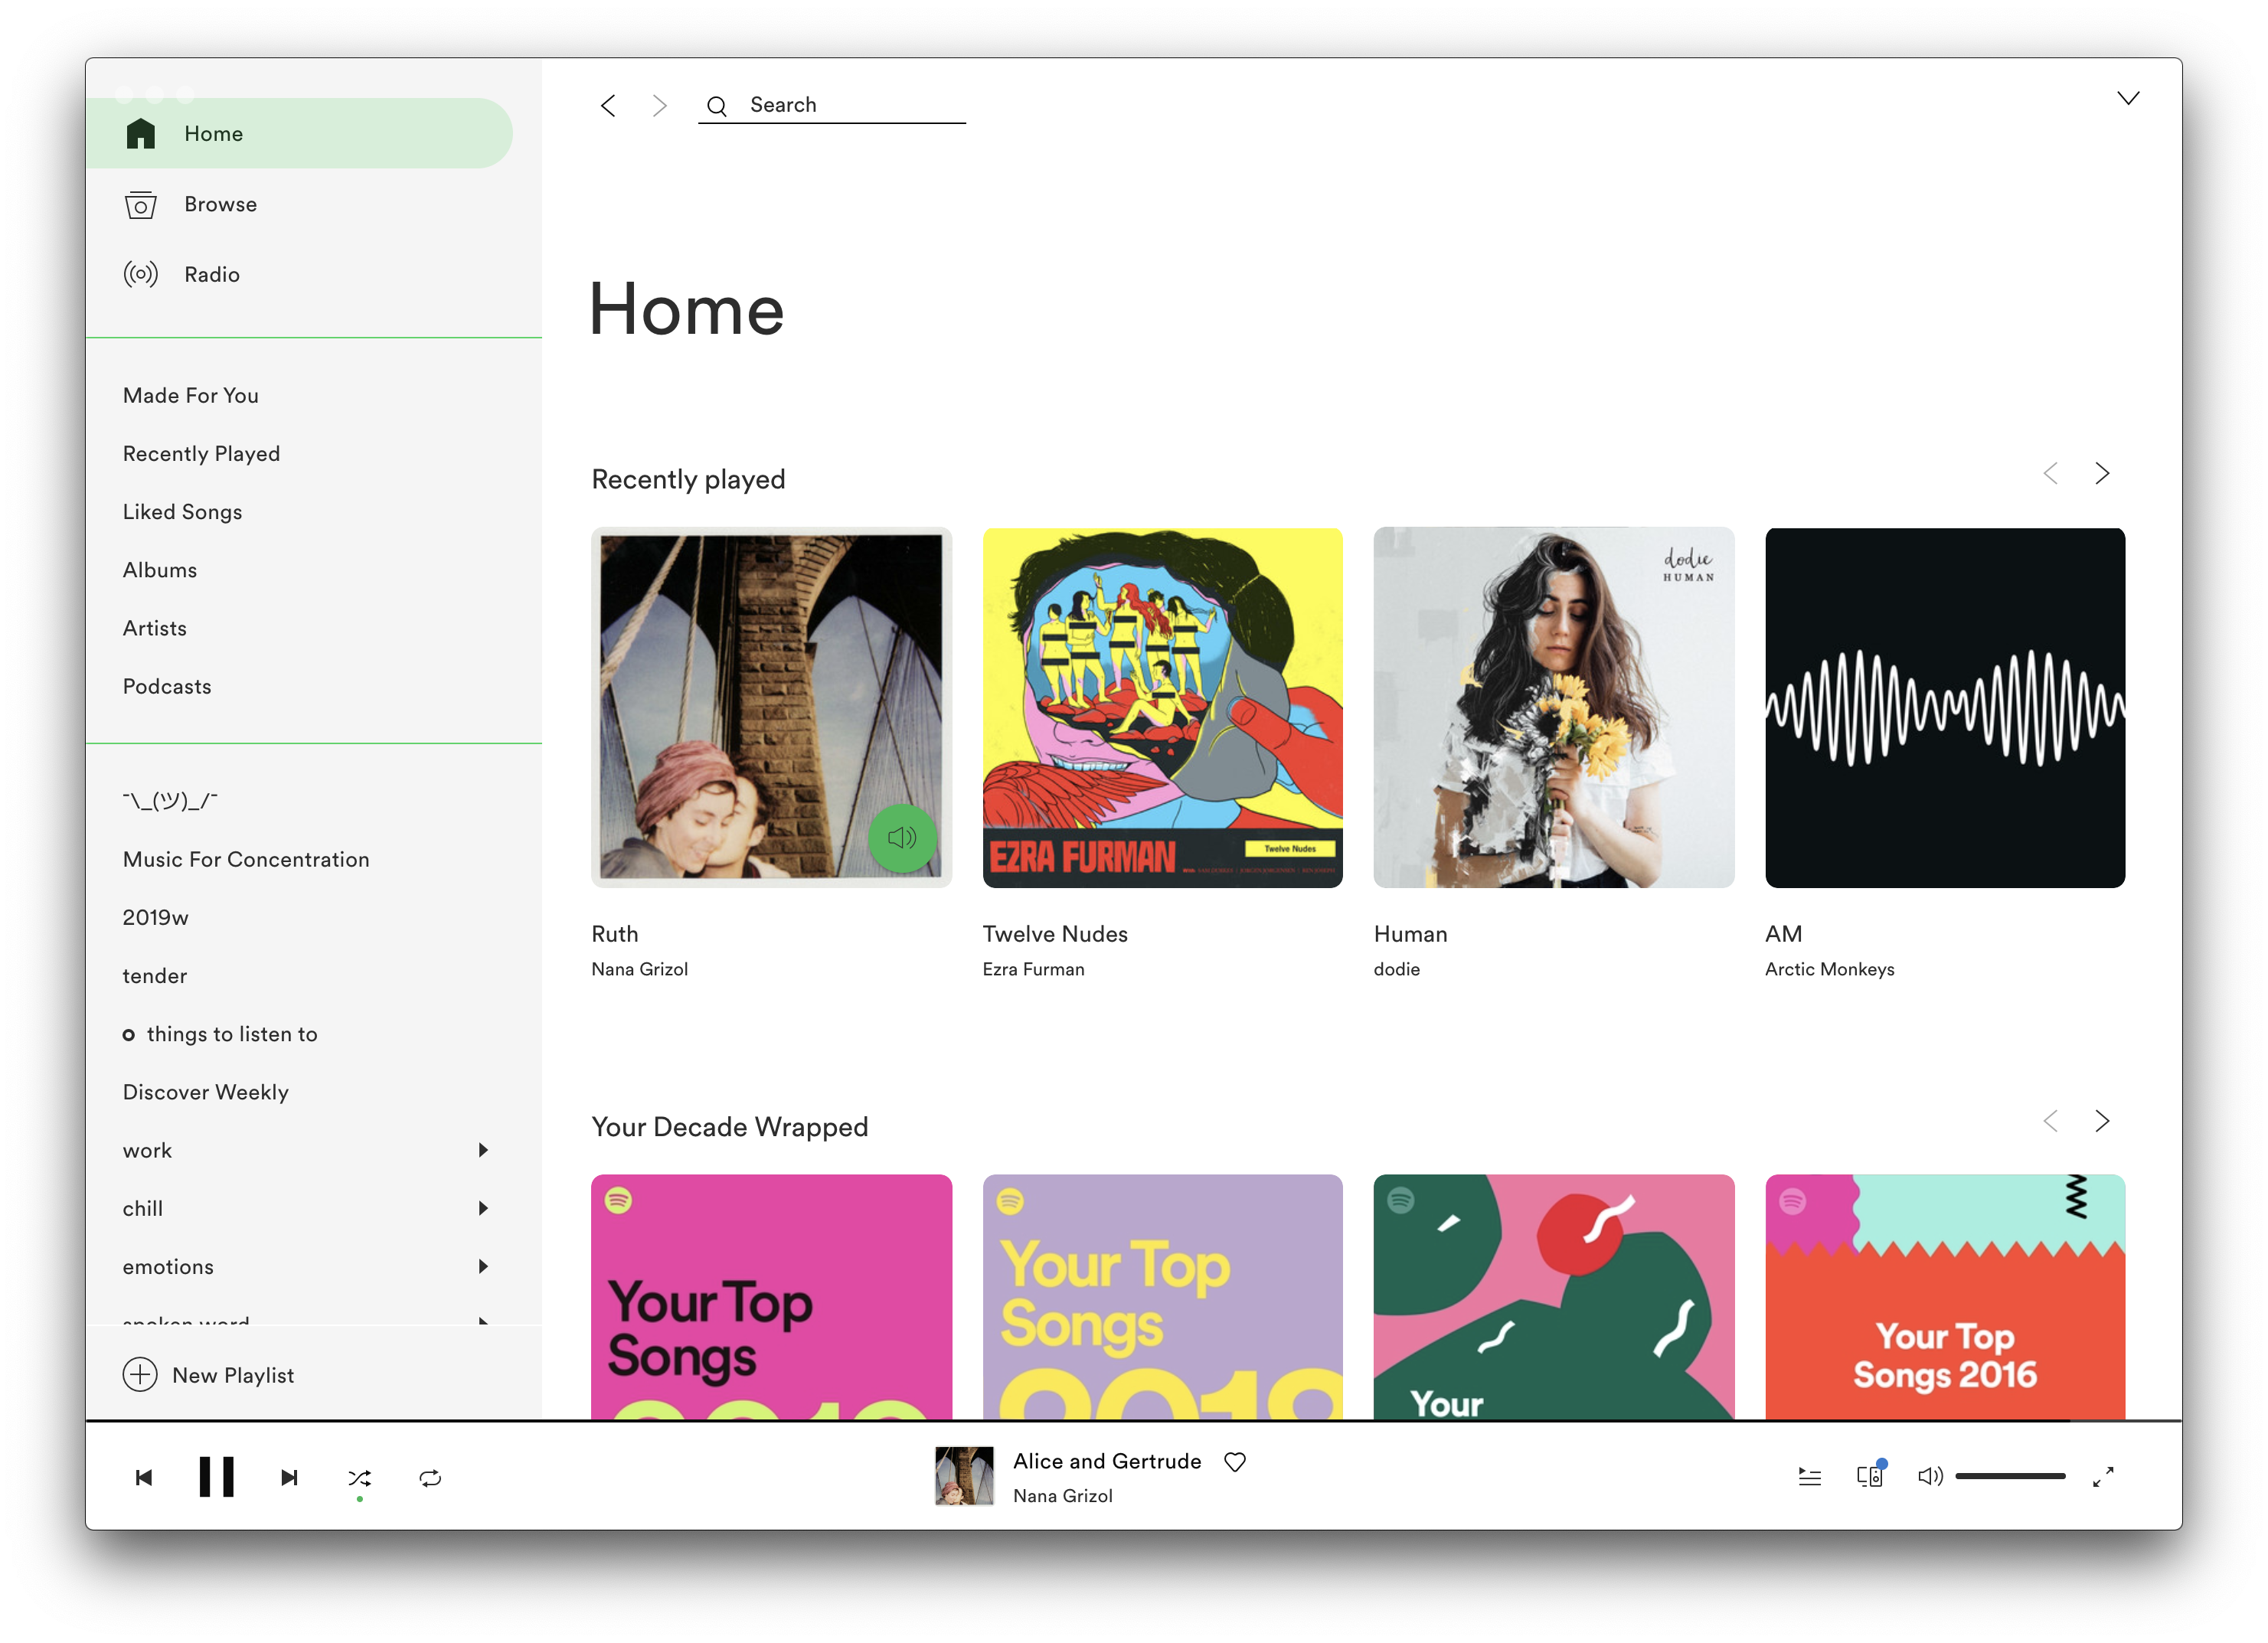 Home
Browse
Radio
Made For You
Recently Played
Liked Songs
Albums
Artists
Podcasts
¯\_(ツ)_/¯
Music For Concentration
2019w
tender
things to listen to
Discover Weekly
work
chill
emotions
spoken word
New Playlist
Search
Home
Recently played
dodie
HUMAN
EZRA FURMAN
Twelve Nudes
Ruth
Nana Grizol
Twelve Nudes
Ezra Furman
Human
dodie
AM
Arctic Monkeys
Your Decade Wrapped
Your Top
Songs
Your Top
Songs
2018
Your
Your Top
Songs 2016
Alice and Gertrude
Nana Grizol